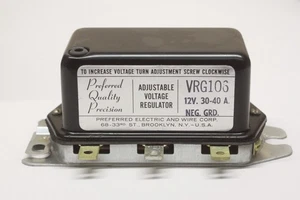 TO INCREASE VOLTAGE TURN ADJUSTMENT SCREW CLOCKWISE
Preferred
Quality
Precision
ADJUSTABLE
VOLTAGE
REGULATOR
VRG106
12V. 30-40 A.
NEG. GRD.
PREFERRED ELECTRIC AND WIRE CORP.
68-33RD ST., BROOKLYN, N.Y.-U.S.A.